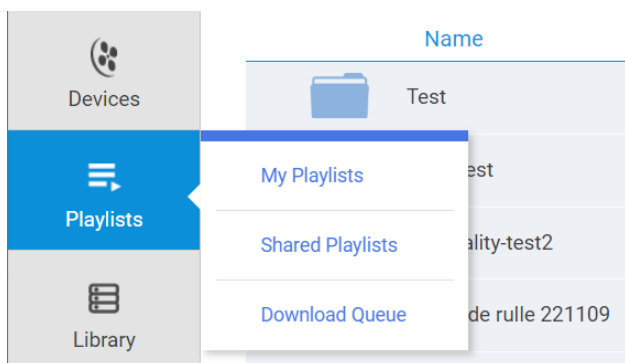 Name
Devices
Test
My Playlists
est
Playlists
Shared Playlists
ality-test2
Download Queue
de rulle 221109
Library